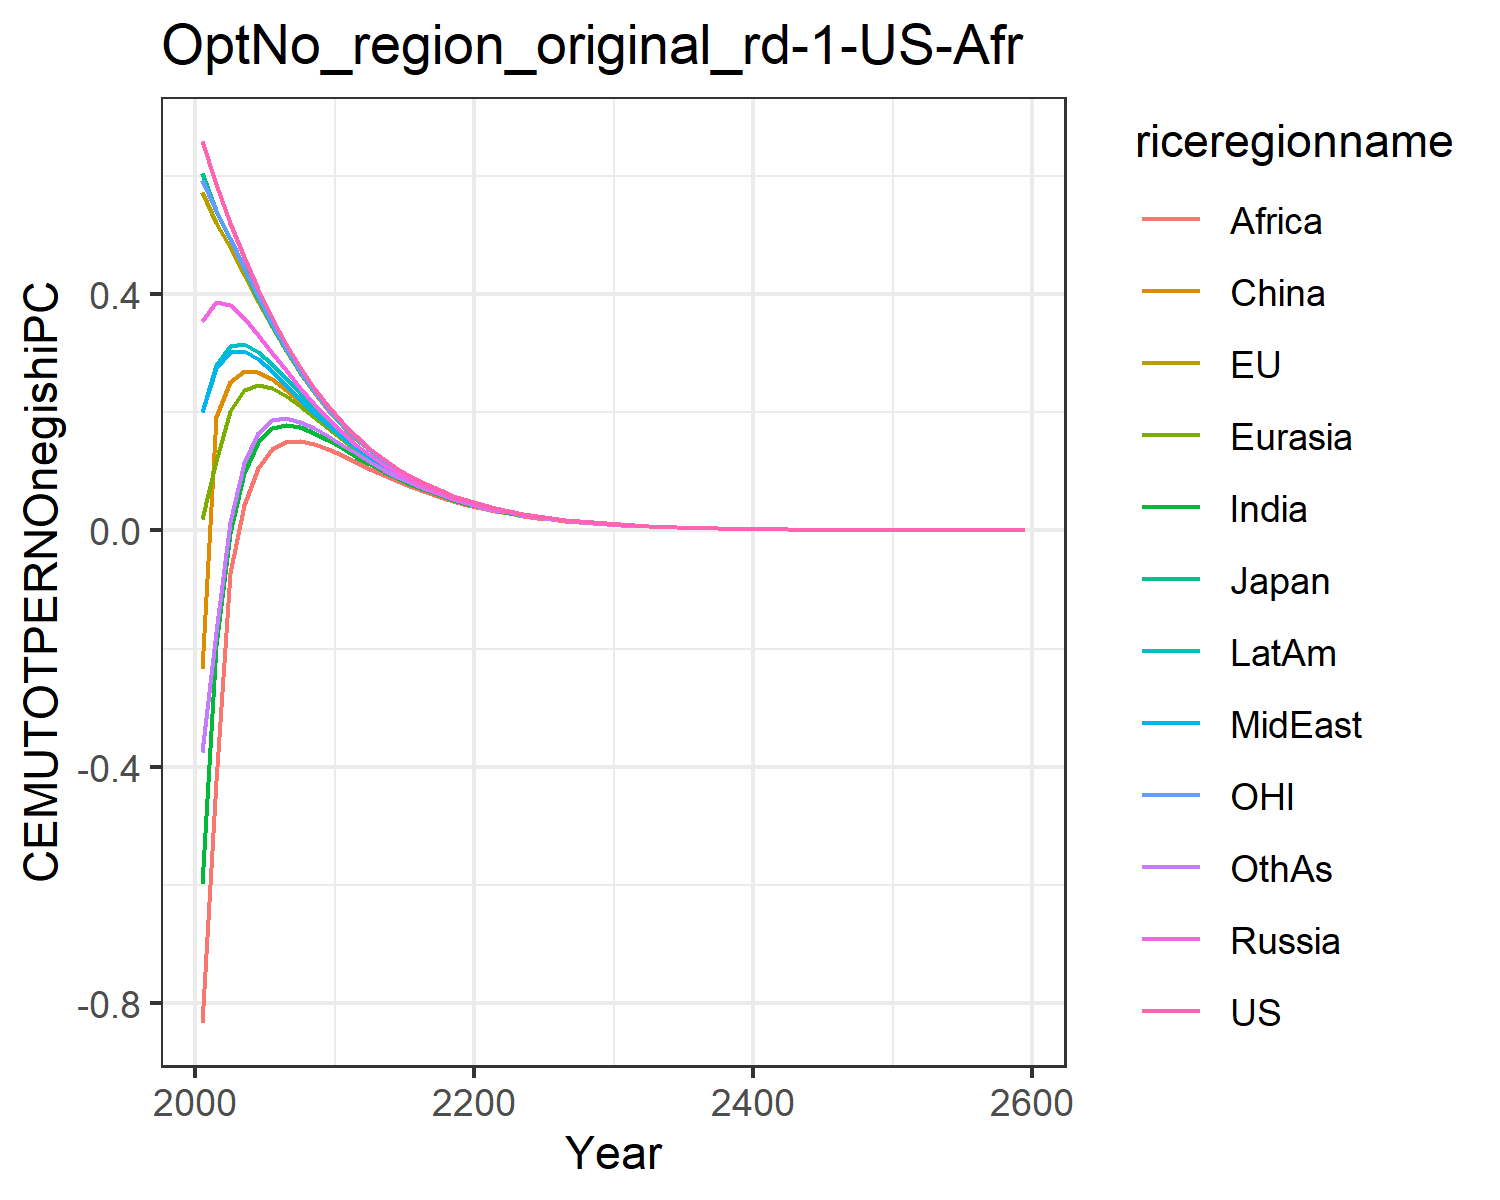 OptNo_region_original_rd-1-US-Afr
CEMUTOTPERNOnegishiPC
0.4
0.0
-0.4
-0.8
2000
2200
2400
2600
Year
riceregionname
Africa
China
EU
Eurasia
India
Japan
LatAm
MidEast
OHI
OthAs
Russia
US